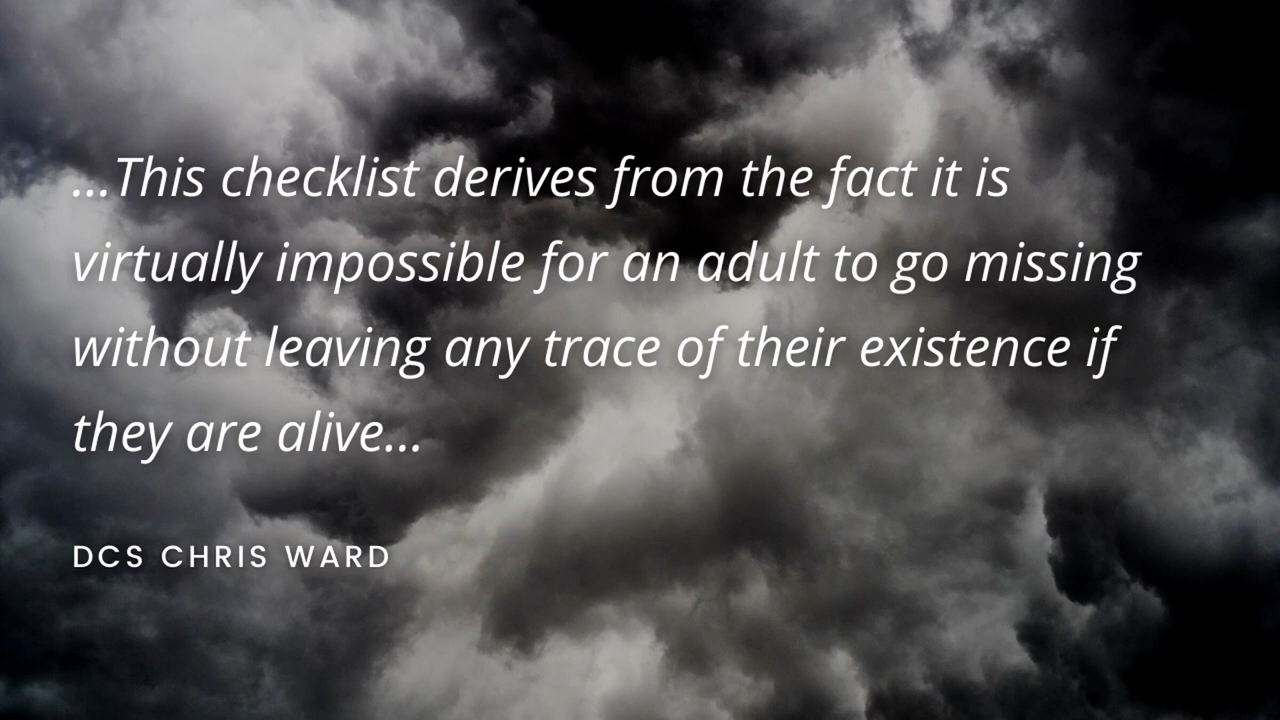 ...This checklist derives from the fact it is
virtually impossible for an adult to go missing
without leaving any trace of their existence if
they are alive...
DCS CHRIS WARD